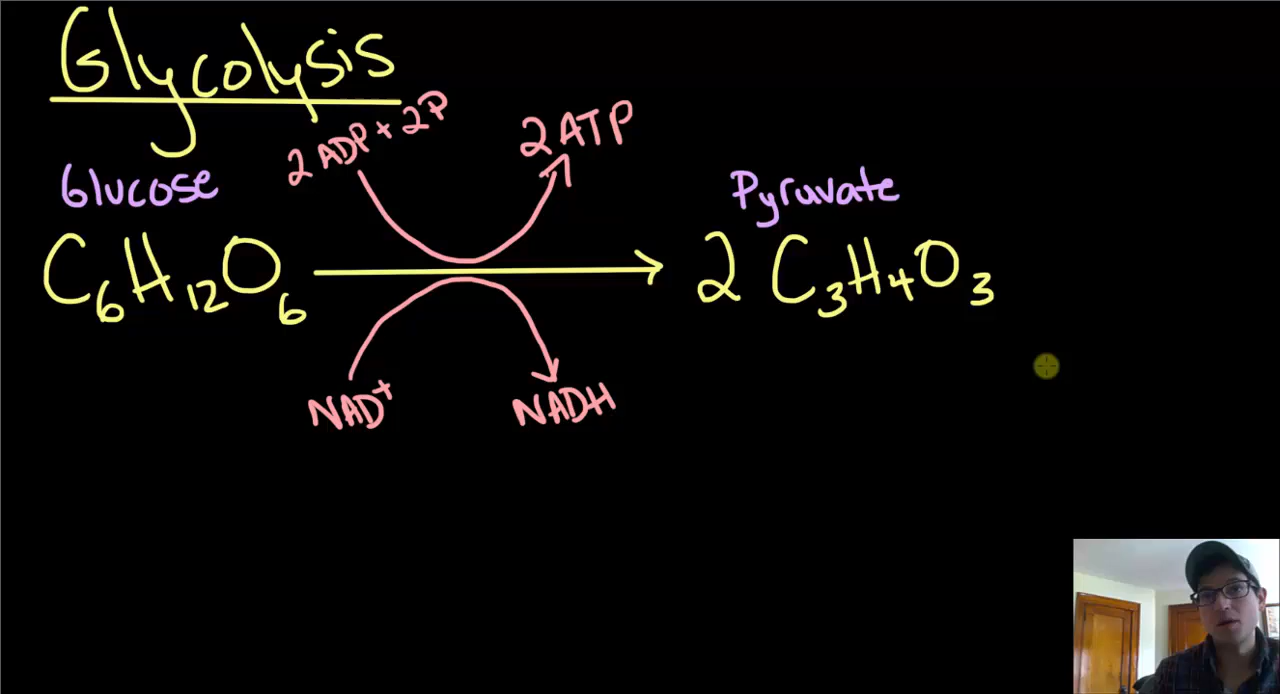 Glycolysis
2 ADP + 2P
2 ATP
Glucose
Pyruvate
C₆H₁₂O₆
2 C₃H₄O₃
NAD⁺
NADH